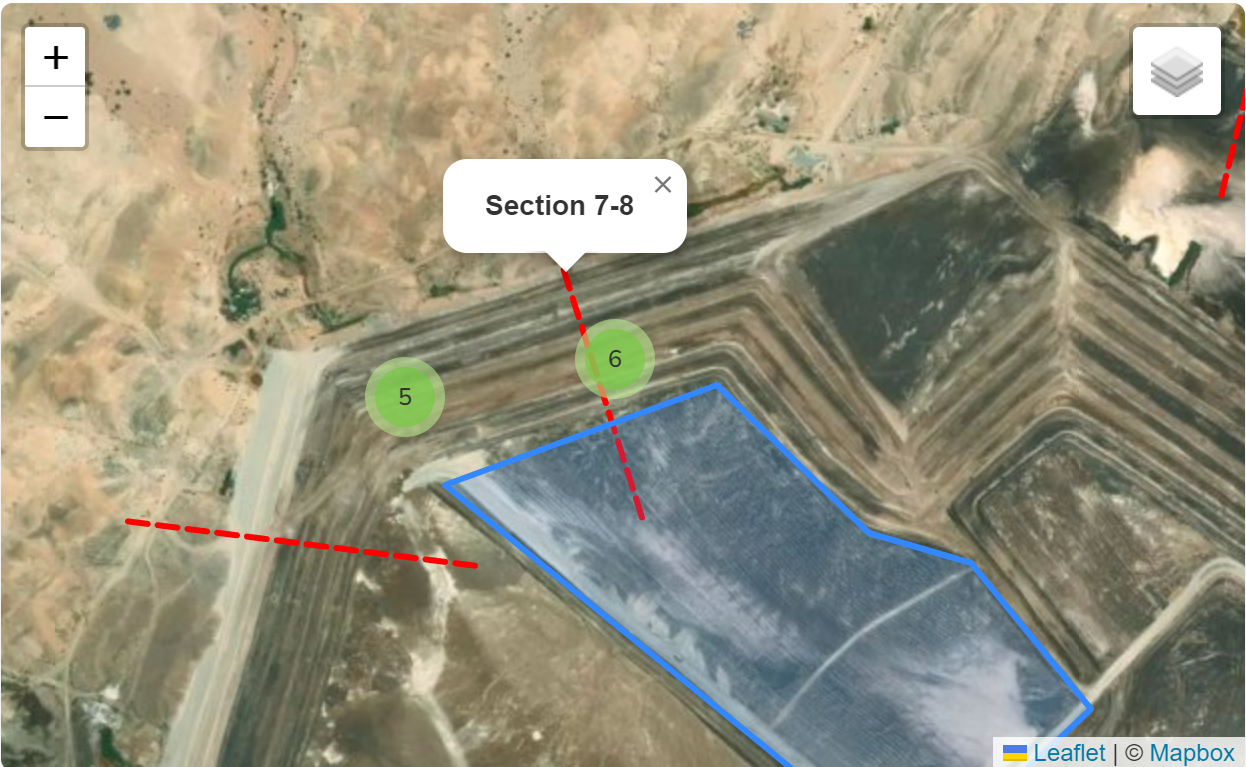 +
−
Section 7-8
×
6
5
Leaflet | © Mapbox